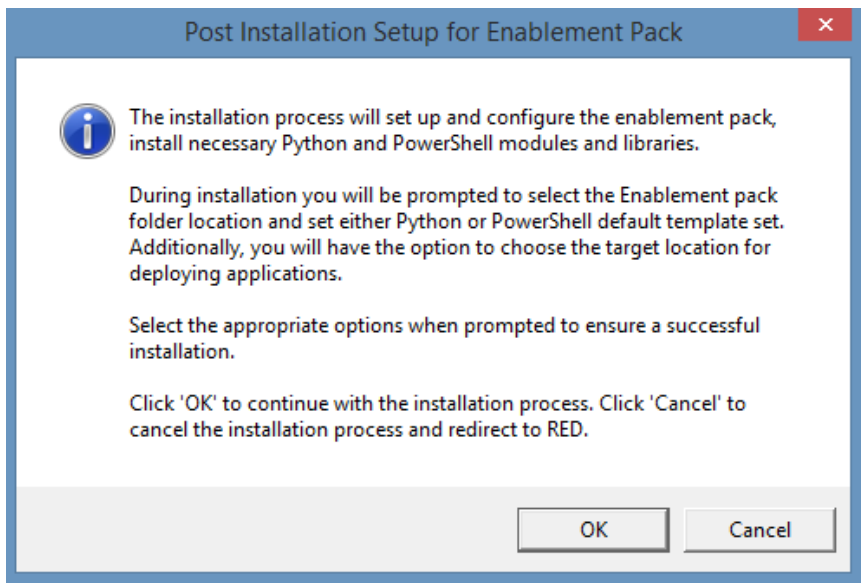 Post Installation Setup for Enablement Pack
The installation process will set up and configure the enablement pack,
install necessary Python and PowerShell modules and libraries.
During installation you will be prompted to select the Enablement pack
folder location and set either Python or PowerShell default template set.
Additionally, you will have the option to choose the target location for
deploying applications.
Select the appropriate options when prompted to ensure a successful
installation.
Click 'OK' to continue with the installation process. Click 'Cancel' to
cancel the installation process and redirect to RED.
OK Cancel